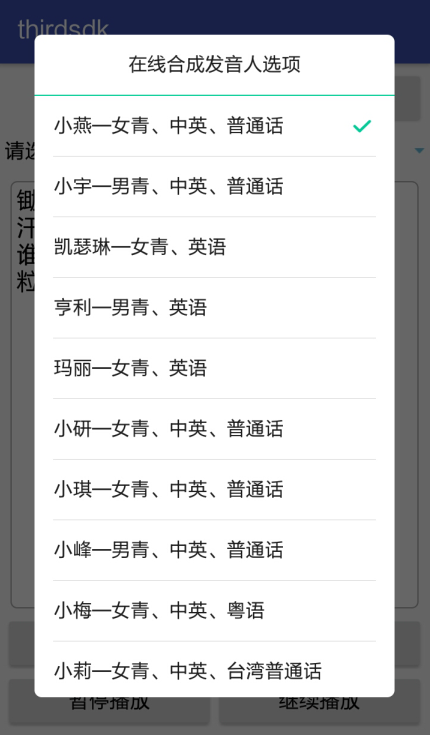 thirdsdk
在线合成发音人选项
小燕—女青、中英、普通话
请选
小宇—男青、中英、普通话
锄
汗
谁
粒
凯瑟琳—女青、英语
亨利—男青、英语
玛丽—女青、英语
小研—女青、中英、普通话
小琪—女青、中英、普通话
小峰—男青、中英、普通话
小梅—女青、中英、粤语
小莉—女青、中英、台湾普通话
暂停播放
继续播放